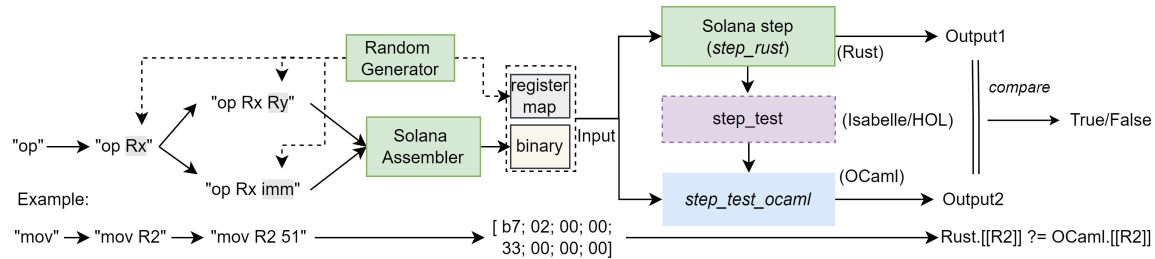 Random
Generator
Solana step
(step_rust)
(Rust)
Output1
"op Rx Ry"
register
map
compare
"op"
"op Rx"
Solana
Assembler
binary
Input
step_test
(Isabelle/HOL)
True/False
"op Rx imm"
(OCaml)
step_test_ocaml
Output2
Example:
"mov"
"mov R2"
"mov R2 51"
[ b7; 02; 00; 00;
33; 00; 00; 00]
Rust.[[R2]] ?= OCaml.[[R2]]